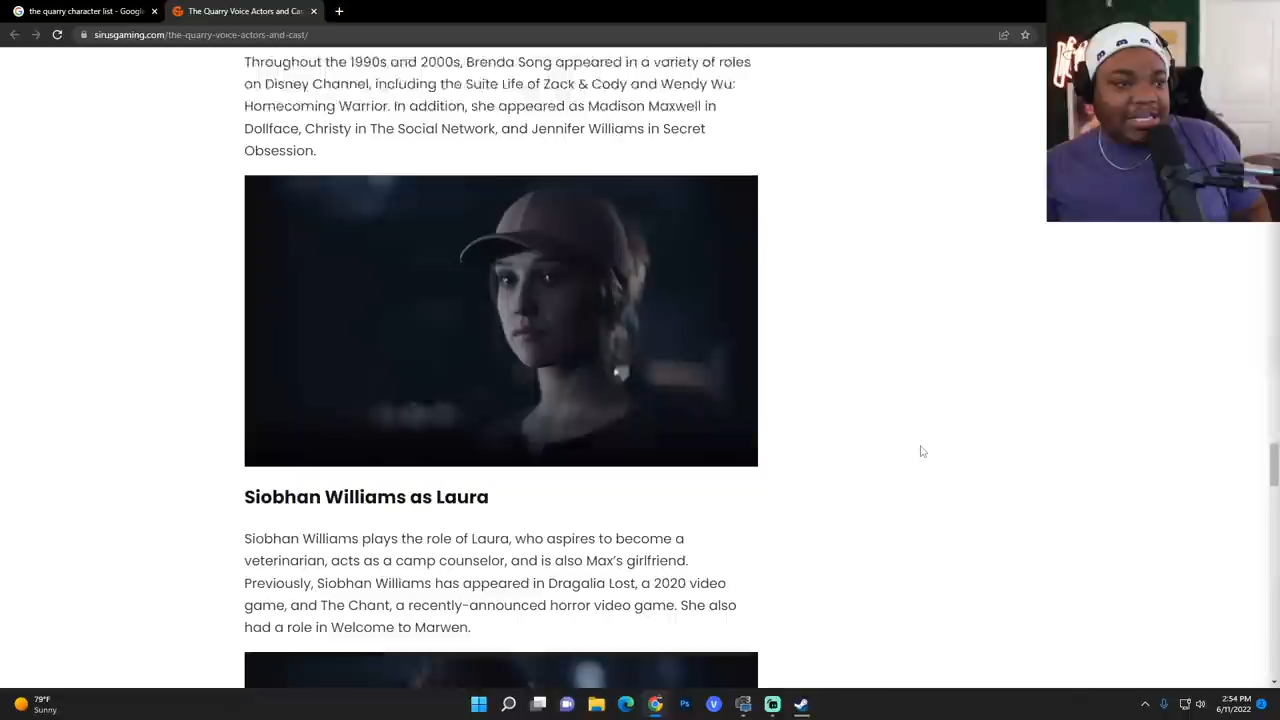 the quarry character list - Google
The Quarry Voice Actors and Cas
sirusgaming.com/the-quarry-voice-actors-and-cast/
Throughout the 1990s and 2000s, Brenda Song appeared in a variety of roles
on Disney Channel, including the Suite Life of Zack & Cody and Wendy Wu:
Homecoming Warrior. In addition, she appeared as Madison Maxwell in
Dollface, Christy in The Social Network, and Jennifer Williams in Secret
Obsession.
Siobhan Williams as Laura
Siobhan Williams plays the role of Laura, who aspires to become a
veterinarian, acts as a camp counselor, and is also Max's girlfriend.
Previously, Siobhan Williams has appeared in Dragalia Lost, a 2020 video
game, and The Chant, a recently-announced horror video game. She also
had a role in Welcome to Marwen.
79°F
Sunny
2:54 PM
6/11/2022